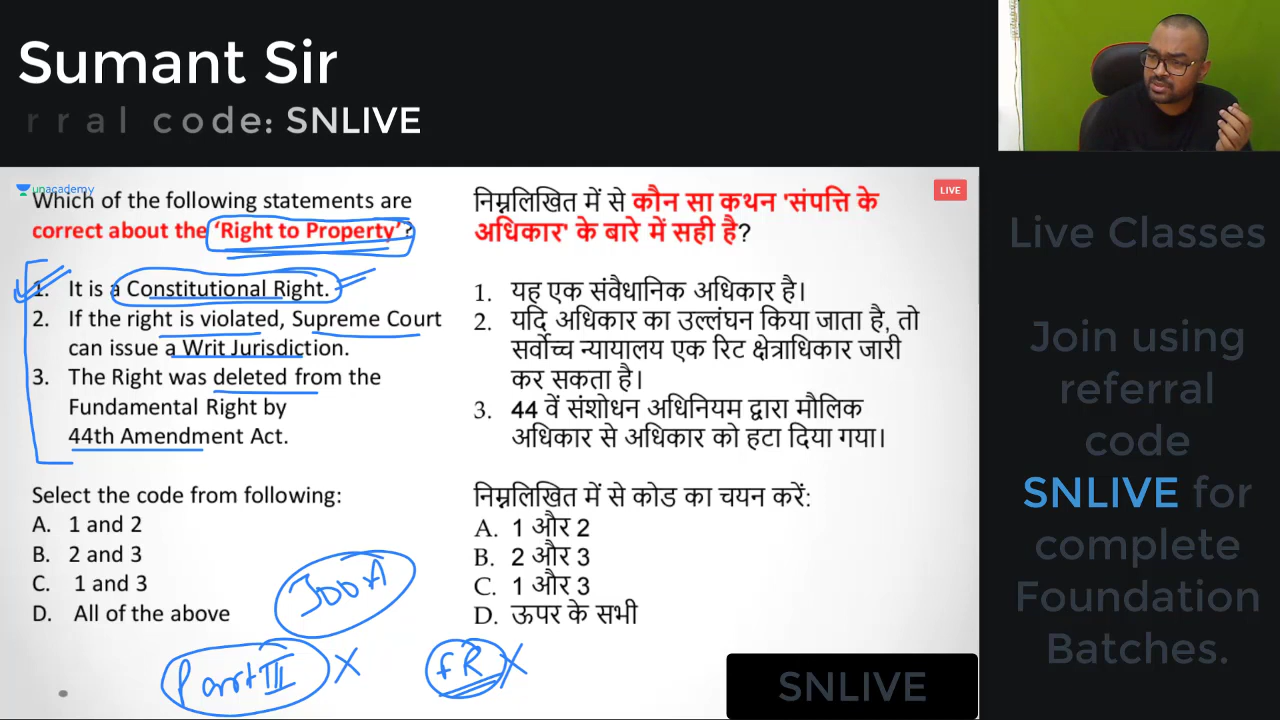 Sumant Sir
rral code: SNLIVE
unacademy
Which of the following statements are
correct about the ‘Right to Property’?
1. It is a Constitutional Right.
2. If the right is violated, Supreme Court
can issue a Writ Jurisdiction.
3. The Right was deleted from the
Fundamental Right by
44th Amendment Act.
Select the code from following:
A. 1 and 2
B. 2 and 3
C. 1 and 3
D. All of the above
300A
Part III X
FR X
निम्नलिखित में से कौन सा कथन 'संपत्ति के
अधिकार' के बारे में सही है?
1. यह एक संवैधानिक अधिकार है।
2. यदि अधिकार का उल्लंघन किया जाता है, तो
सर्वोच्च न्यायालय एक रिट क्षेत्राधिकार जारी
कर सकता है।
3. 44 वें संशोधन अधिनियम द्वारा मौलिक
अधिकार से अधिकार को हटा दिया गया।
निम्नलिखित में से कोड का चयन करें:
A. 1 और 2
B. 2 और 3
C. 1 और 3
D. ऊपर के सभी
LIVE
SNLIVE
Live Classes
Join using
referral
code
SNLIVE for
complete
Foundation
Batches.